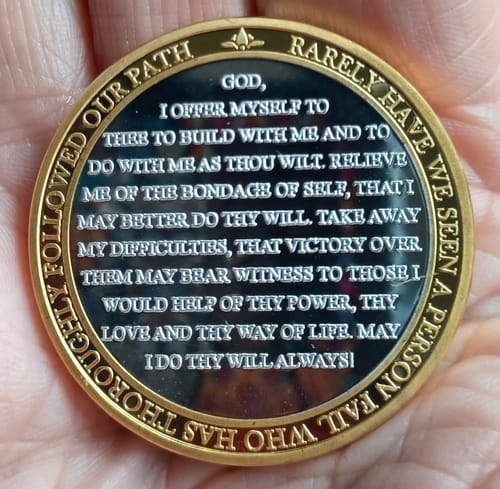 RARELY HAVE WE SEEN A PERSON FAIL WHO HAS THOROUGHLY FOLLOWED OUR PATH
GOD,
I OFFER MYSELF TO
THEE TO BUILD WITH ME AND TO
DO WITH ME AS THOU WILT. RELIEVE
ME OF THE BONDAGE OF SELF, THAT I
MAY BETTER DO THY WILL. TAKE AWAY
MY DIFFICULTIES, THAT VICTORY OVER
THEM MAY BEAR WITNESS TO THOSE I
WOULD HELP OF THY POWER, THY
LOVE AND THY WAY OF LIFE. MAY
I DO THY WILL ALWAYS!